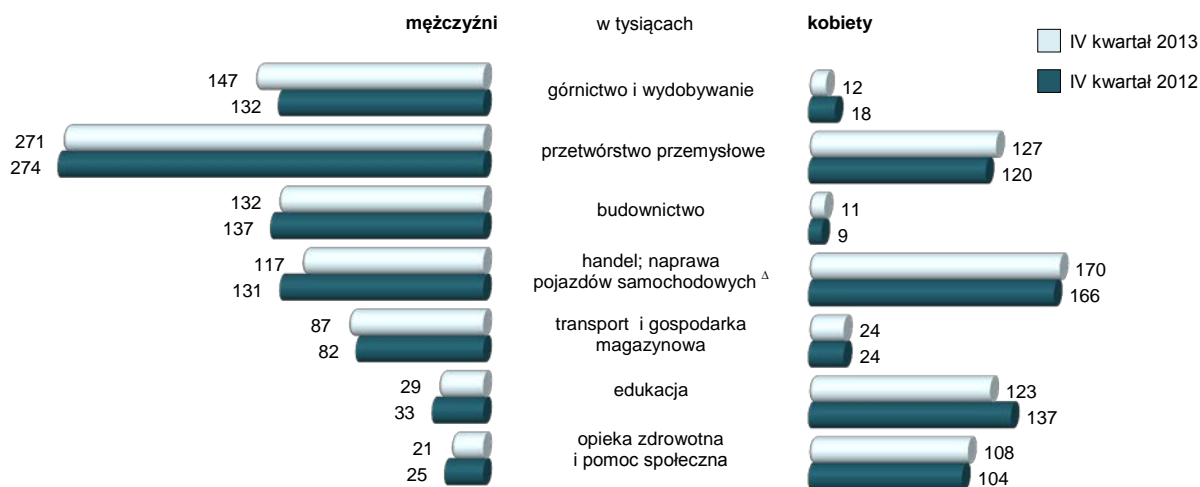 mężczyźni w tysiącach kobiety
IV kwartał 2013
IV kwartał 2012
147 górnictwo i wydobywanie 12
132 18
271 przetwórstwo przemysłowe 127
274 120
132 budownictwo 11
137 9
117 handel; naprawa 170
131 pojazdów samochodowych Δ 166
87 transport i gospodarka 24
82 magazynowa 24
29 edukacja 123
33 137
21 opieka zdrowotna 108
25 i pomoc społeczna 104